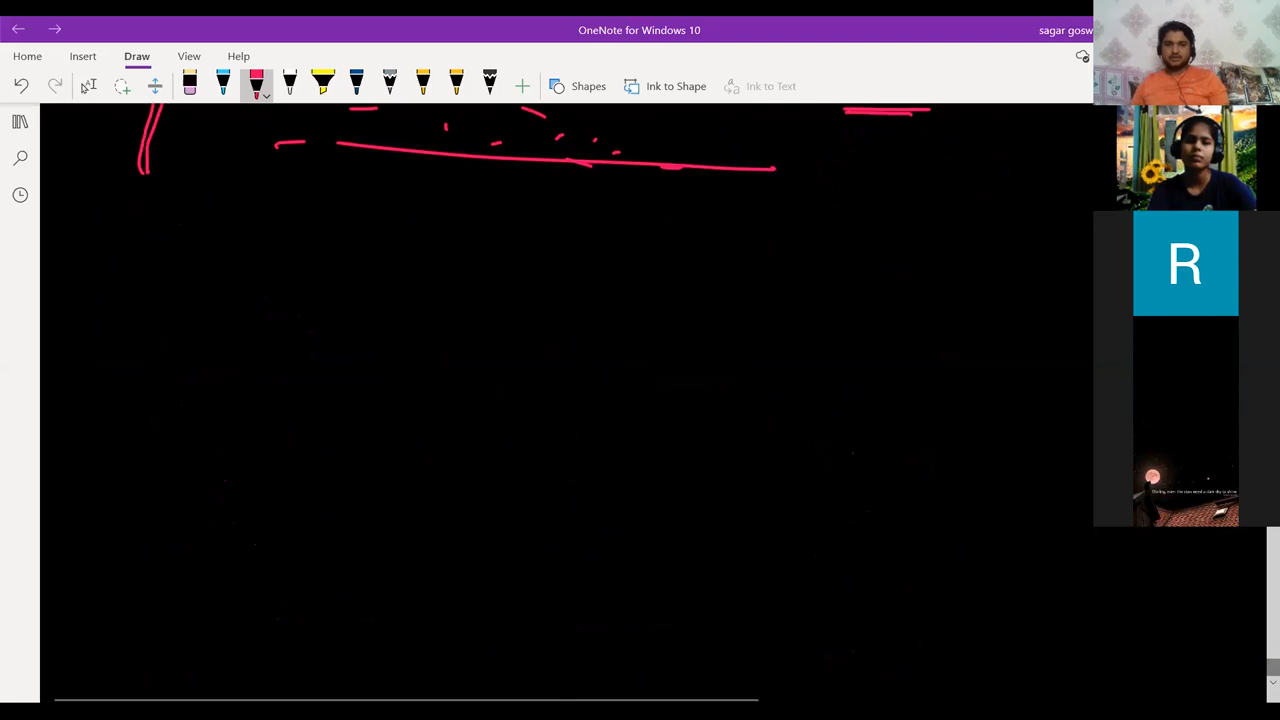 OneNote for Windows 10
sagar gosw
Home Insert Draw View Help
Shapes Ink to Shape Ink to Text
R